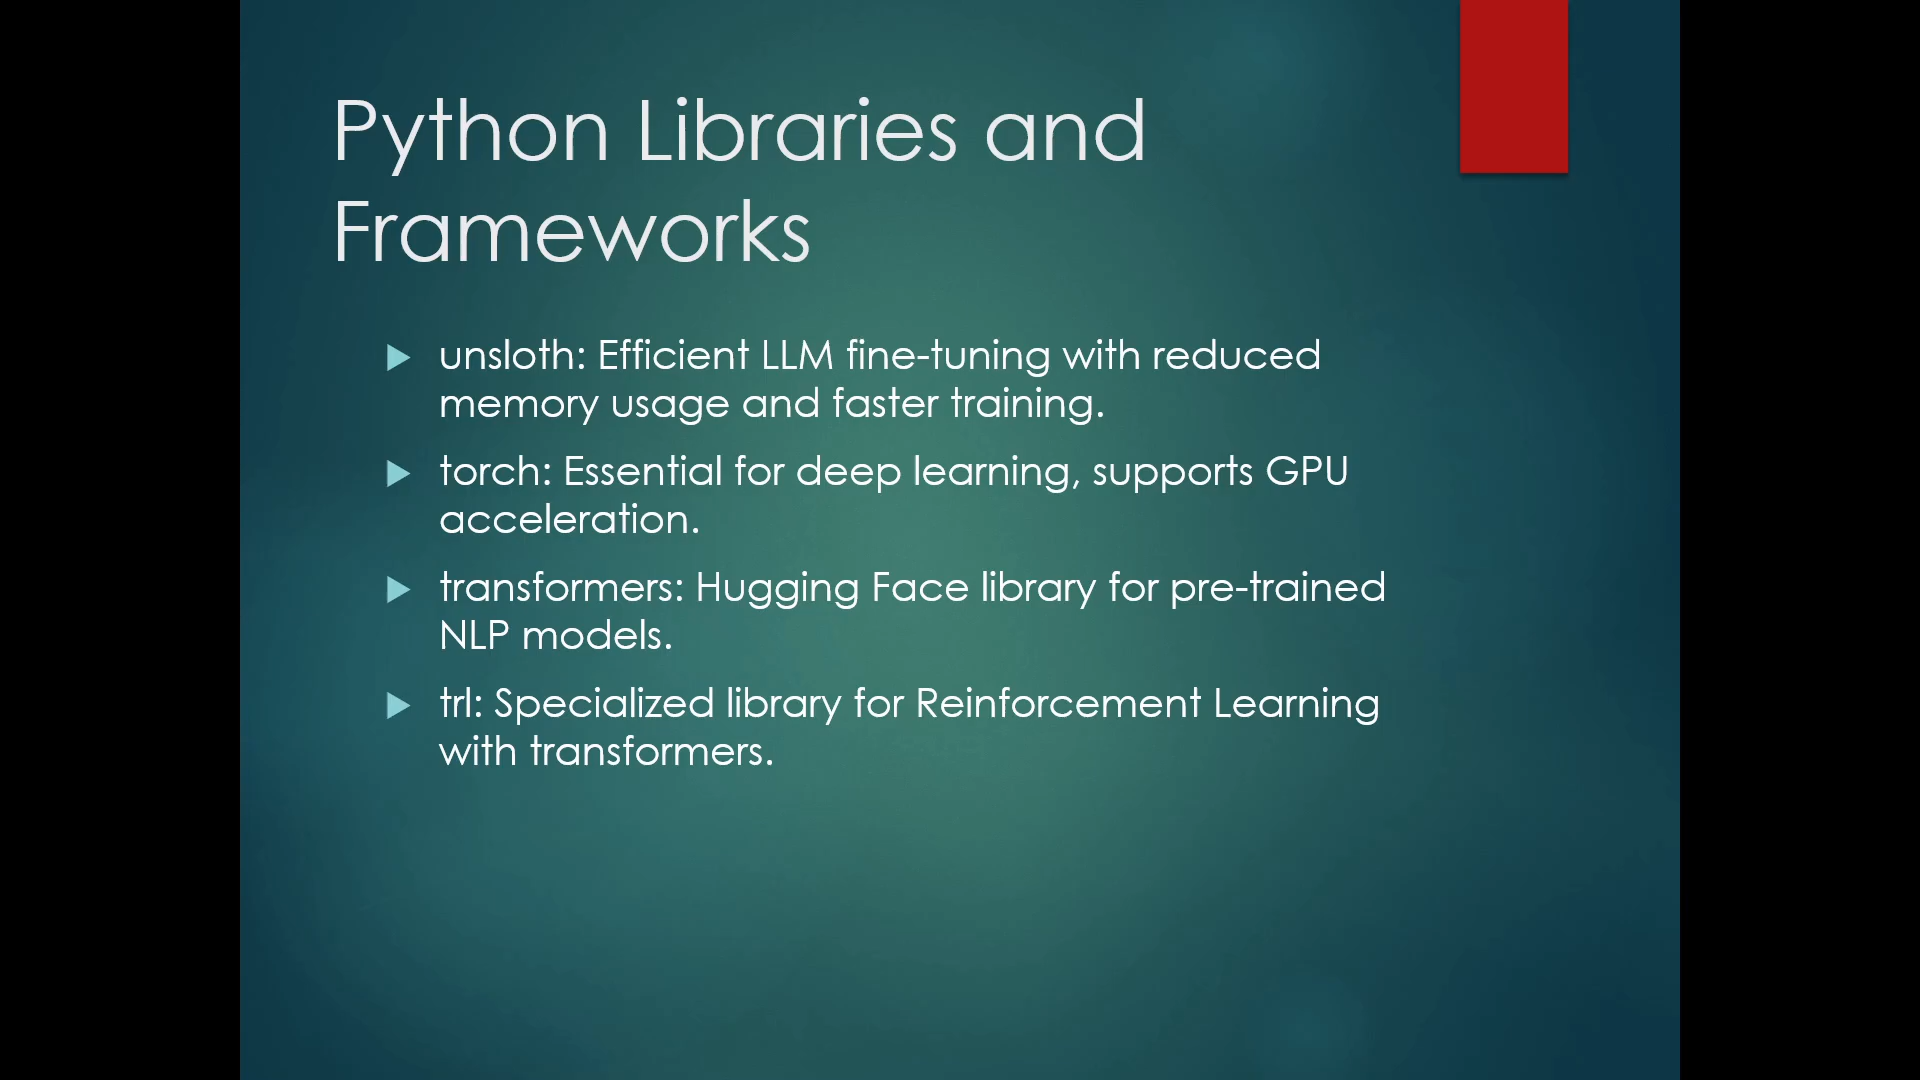 Python Libraries and
Frameworks
unsloth: Efficient LLM fine-tuning with reduced
memory usage and faster training.
torch: Essential for deep learning, supports GPU
acceleration.
transformers: Hugging Face library for pre-trained
NLP models.
trl: Specialized library for Reinforcement Learning
with transformers.